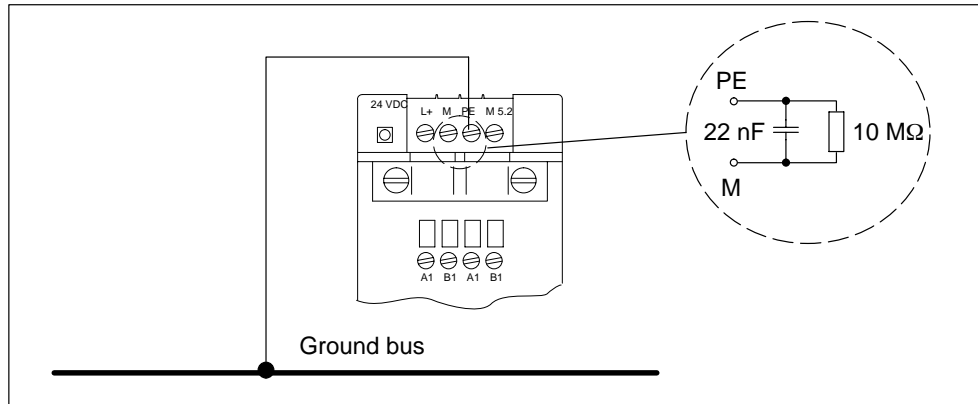 24 VDC
L+ M PE M 5.2
A1 B1 A1 B1
PE
22 nF 10 MΩ
M
Ground bus